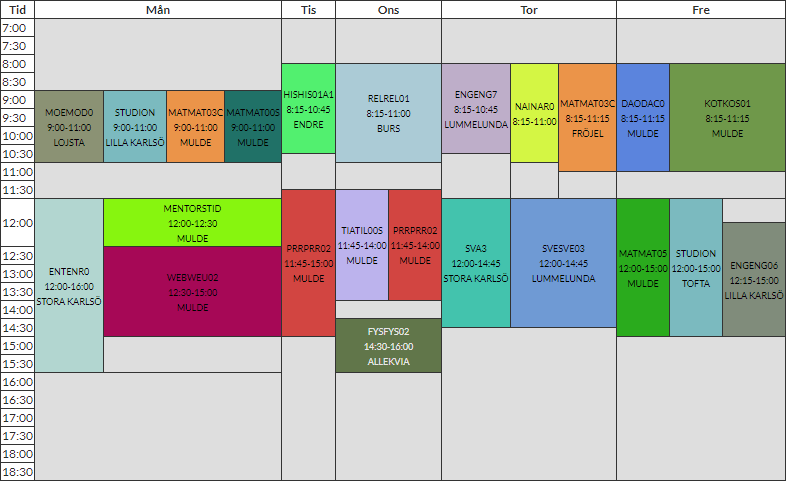 Tid Mån Tis Ons Tor Fre
7:00
7:30
8:00
8:30
9:00
9:30
10:00
10:30
11:00
11:30
12:00
12:30
13:00
13:30
14:00
14:30
15:00
15:30
16:00
16:30
17:00
17:30
18:00
18:30
MOEMOD0
9:00-11:00
LOJSTA
STUDION
9:00-11:00
LILLA KARLSÖ
MATMAT03C
9:00-11:00
MULDE
MATMAT00S
9:00-11:00
MULDE
ENTENR0
12:00-16:00
STORA KARLSÖ
MENTORSTID
12:00-12:30
MULDE
WEBWEU02
12:30-15:00
MULDE
HISHIS01A1
8:15-10:45
ENDRE
PRRPRR02
11:45-15:00
MULDE
RELREL01
8:15-11:00
BURS
TIATIL00S
11:45-14:00
MULDE
PRRPRR02
11:45-14:00
MULDE
FYSFYS02
14:30-16:00
ALLEKVIA
ENGENG7
8:15-10:45
LUMMELUNDA
NAINAR0
8:15-11:00
MATMAT03C
8:15-11:15
FRÖJEL
SVA3
12:00-14:45
STORA KARLSÖ
SVESVE03
12:00-14:45
LUMMELUNDA
DAODAC0
8:15-11:15
MULDE
KOTKOS01
8:15-11:15
MULDE
MATMAT05
12:00-15:00
MULDE
STUDION
12:00-15:00
TOFTA
ENGENG06
12:15-15:00
LILLA KARLSÖ